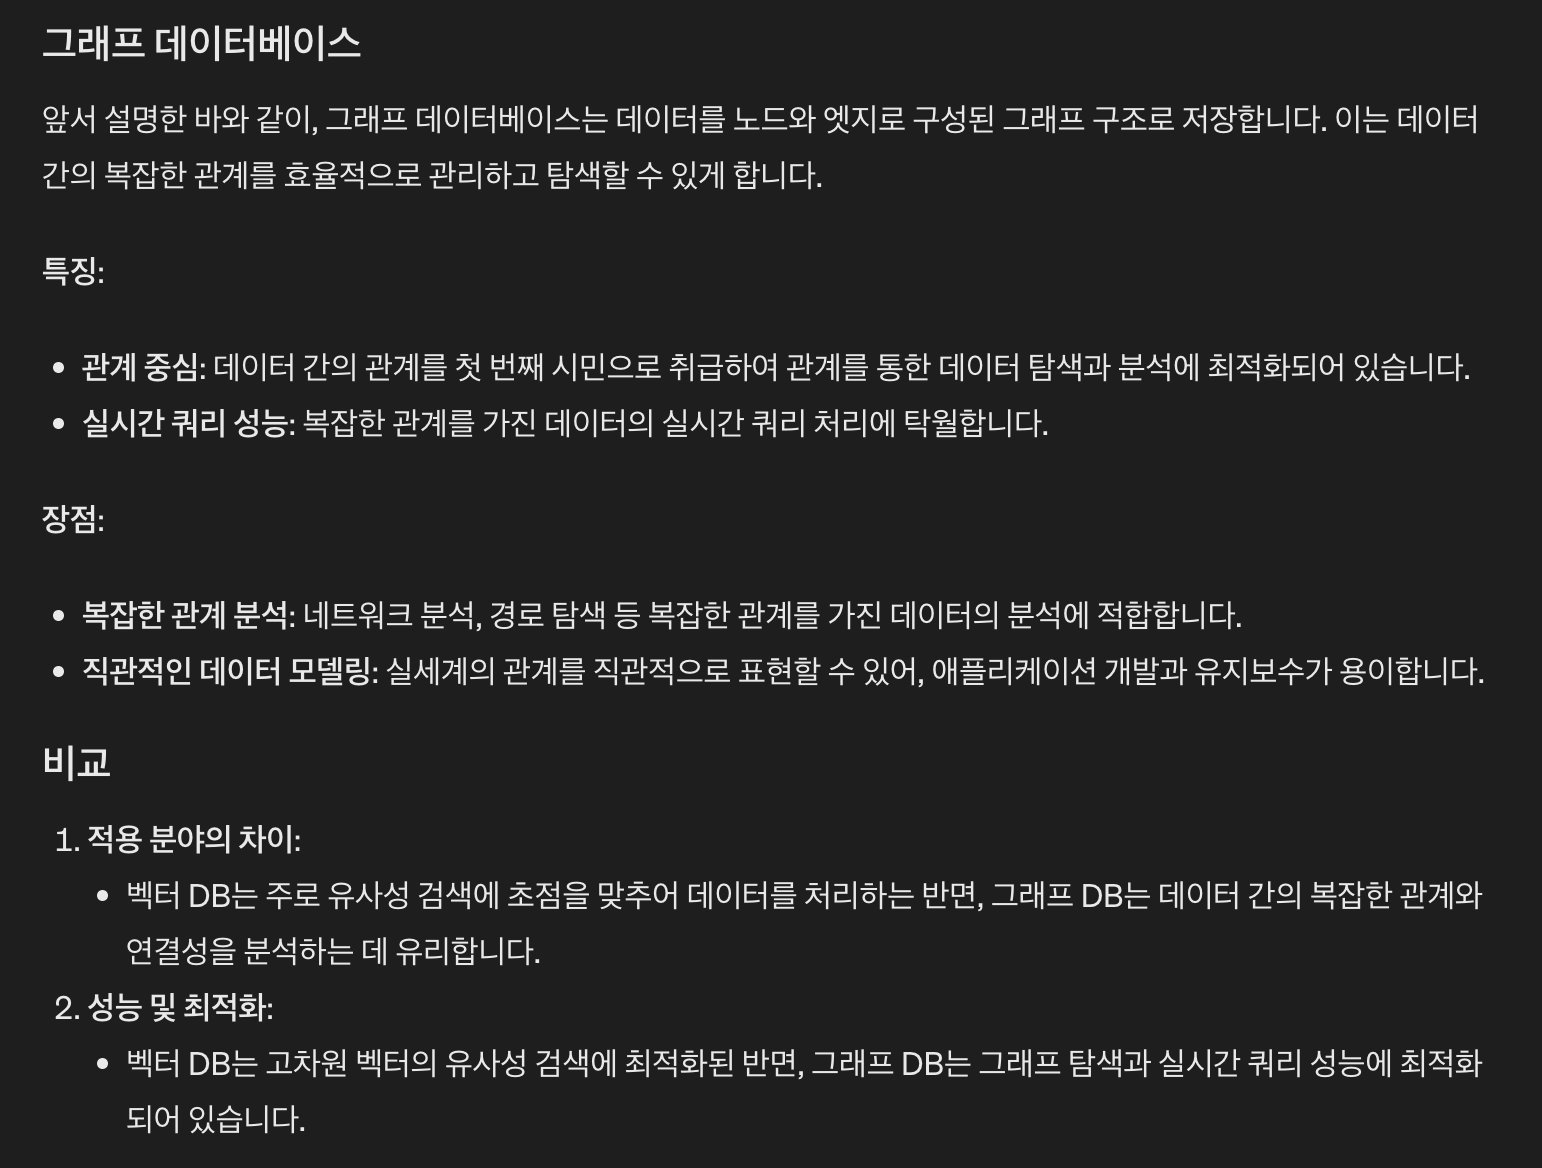 그래프 데이터베이스
앞서 설명한 바와 같이, 그래프 데이터베이스는 데이터를 노드와 엣지로 구성된 그래프 구조로 저장합니다. 이는 데이터
간의 복잡한 관계를 효율적으로 관리하고 탐색할 수 있게 합니다.
특징:
• 관계 중심: 데이터 간의 관계를 첫 번째 시민으로 취급하여 관계를 통한 데이터 탐색과 분석에 최적화되어 있습니다.
• 실시간 쿼리 성능: 복잡한 관계를 가진 데이터의 실시간 쿼리 처리에 탁월합니다.
장점:
• 복잡한 관계 분석: 네트워크 분석, 경로 탐색 등 복잡한 관계를 가진 데이터의 분석에 적합합니다.
• 직관적인 데이터 모델링: 실세계의 관계를 직관적으로 표현할 수 있어, 애플리케이션 개발과 유지보수가 용이합니다.
비교
1. 적용 분야의 차이:
• 벡터 DB는 주로 유사성 검색에 초점을 맞추어 데이터를 처리하는 반면, 그래프 DB는 데이터 간의 복잡한 관계와
연결성을 분석하는 데 유리합니다.
2. 성능 및 최적화:
• 벡터 DB는 고차원 벡터의 유사성 검색에 최적화된 반면, 그래프 DB는 그래프 탐색과 실시간 쿼리 성능에 최적화
되어 있습니다.